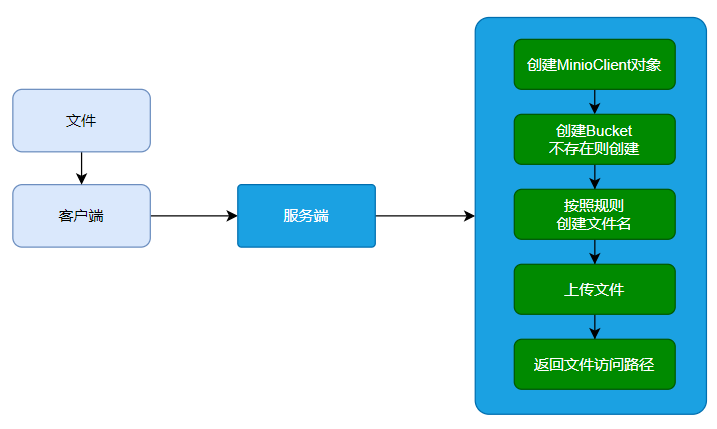 文件
客户端
服务端
创建MinioClient对象
创建Bucket
不存在则创建
按照规则
创建文件名
上传文件
返回文件访问路径